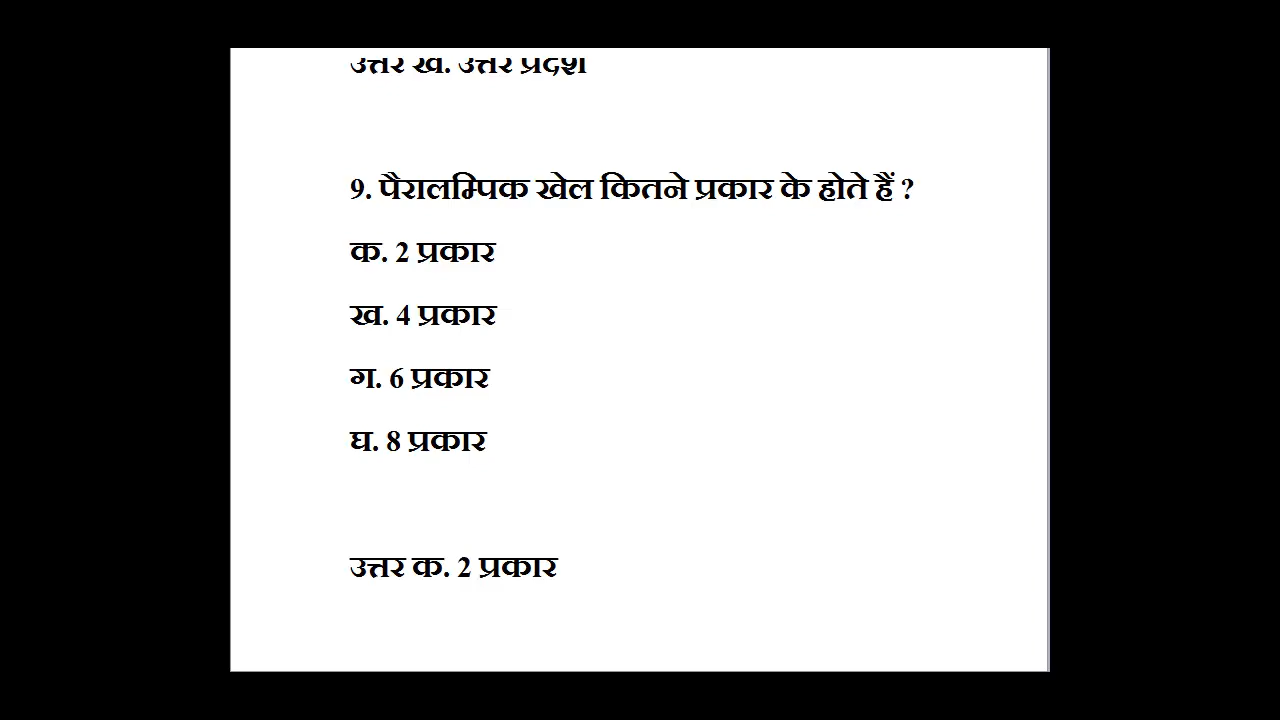 उत्तर ख. उत्तर प्रदेश
9. पैरालम्पिक खेल कितने प्रकार के होते हैं ?
क. 2 प्रकार
ख. 4 प्रकार
ग. 6 प्रकार
घ. 8 प्रकार
उत्तर क. 2 प्रकार